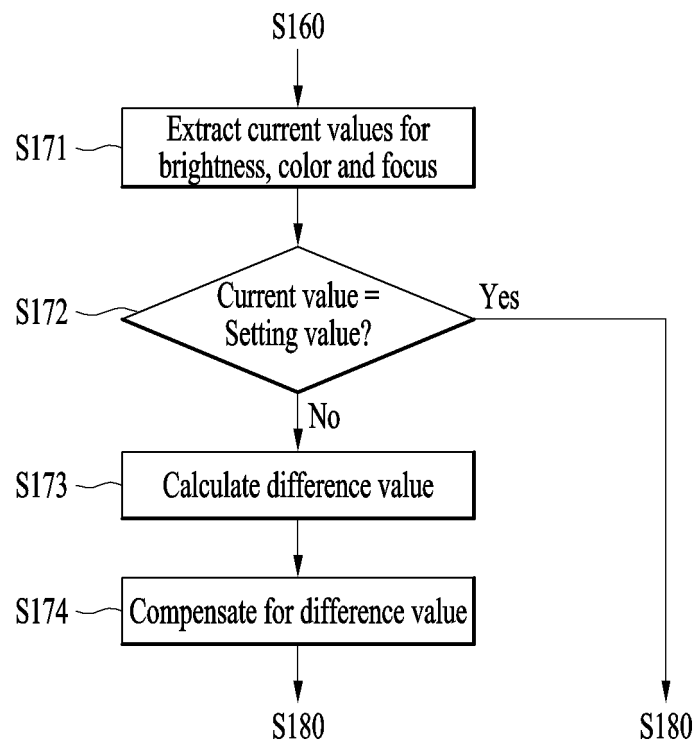 S160
S171
Extract current values for
brightness, color and focus
S172
Current value =
Setting value?
Yes
No
S173
Calculate difference value
S174
Compensate for difference value
S180
S180